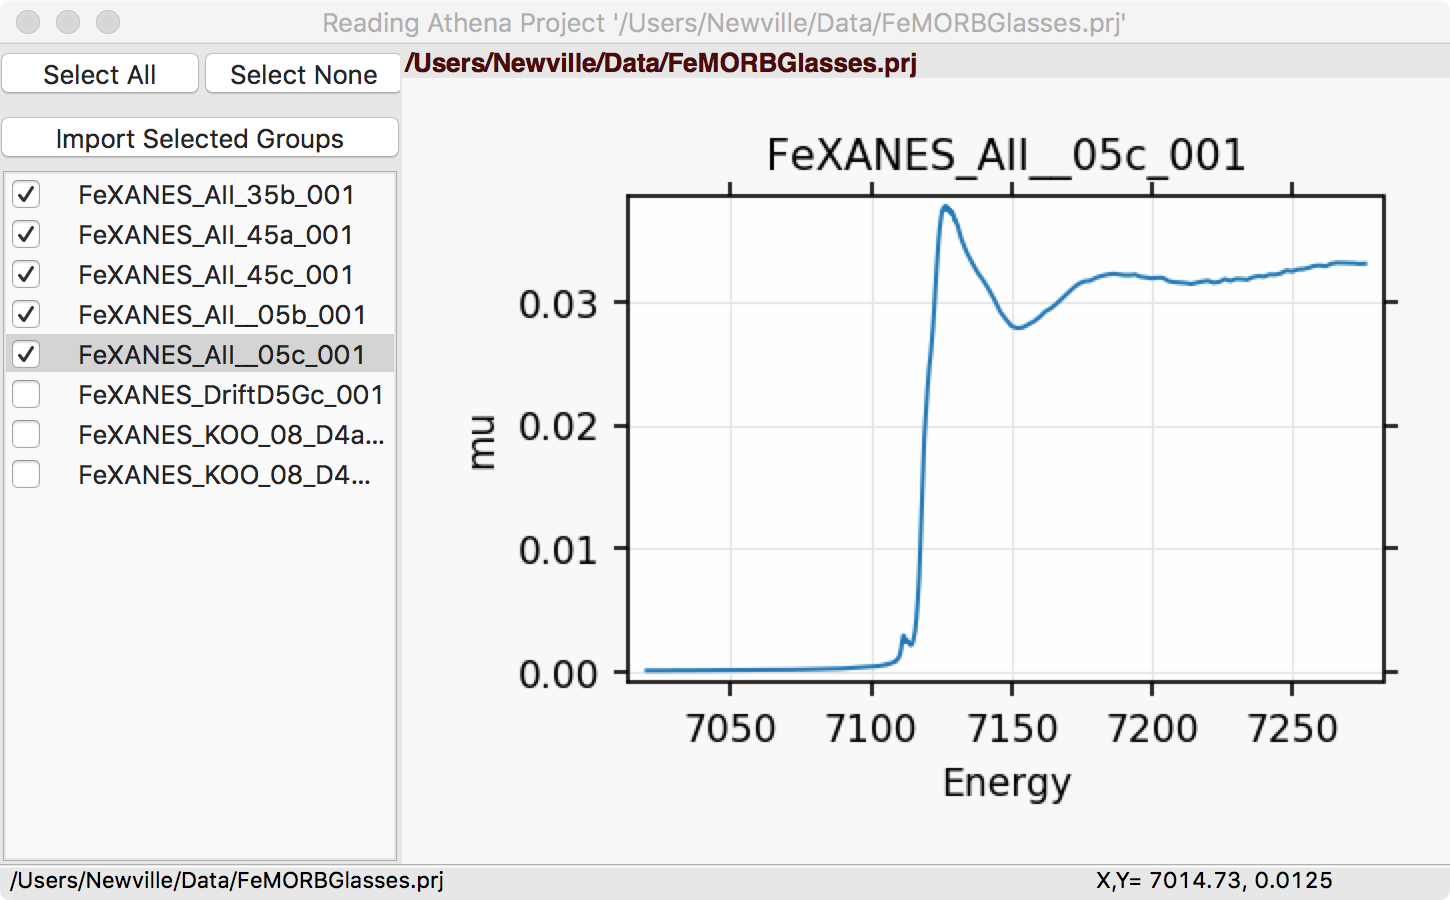 Reading Athena Project '/Users/Newville/Data/FeMORBGlasses.prj'
Select All
Select None
/Users/Newville/Data/FeMORBGlasses.prj
Import Selected Groups
FeXANES_All_35b_001
FeXANES_All_45a_001
FeXANES_All_45c_001
FeXANES_All__05b_001
FeXANES_All__05c_001
FeXANES_DriftD5Gc_001
FeXANES_KOO_08_D4a...
FeXANES_KOO_08_D4...
FeXANES_All__05c_001
mu
0.03
0.02
0.01
0.00
7050 7100 7150 7200 7250
Energy
/Users/Newville/Data/FeMORBGlasses.prj
X,Y= 7014.73, 0.0125